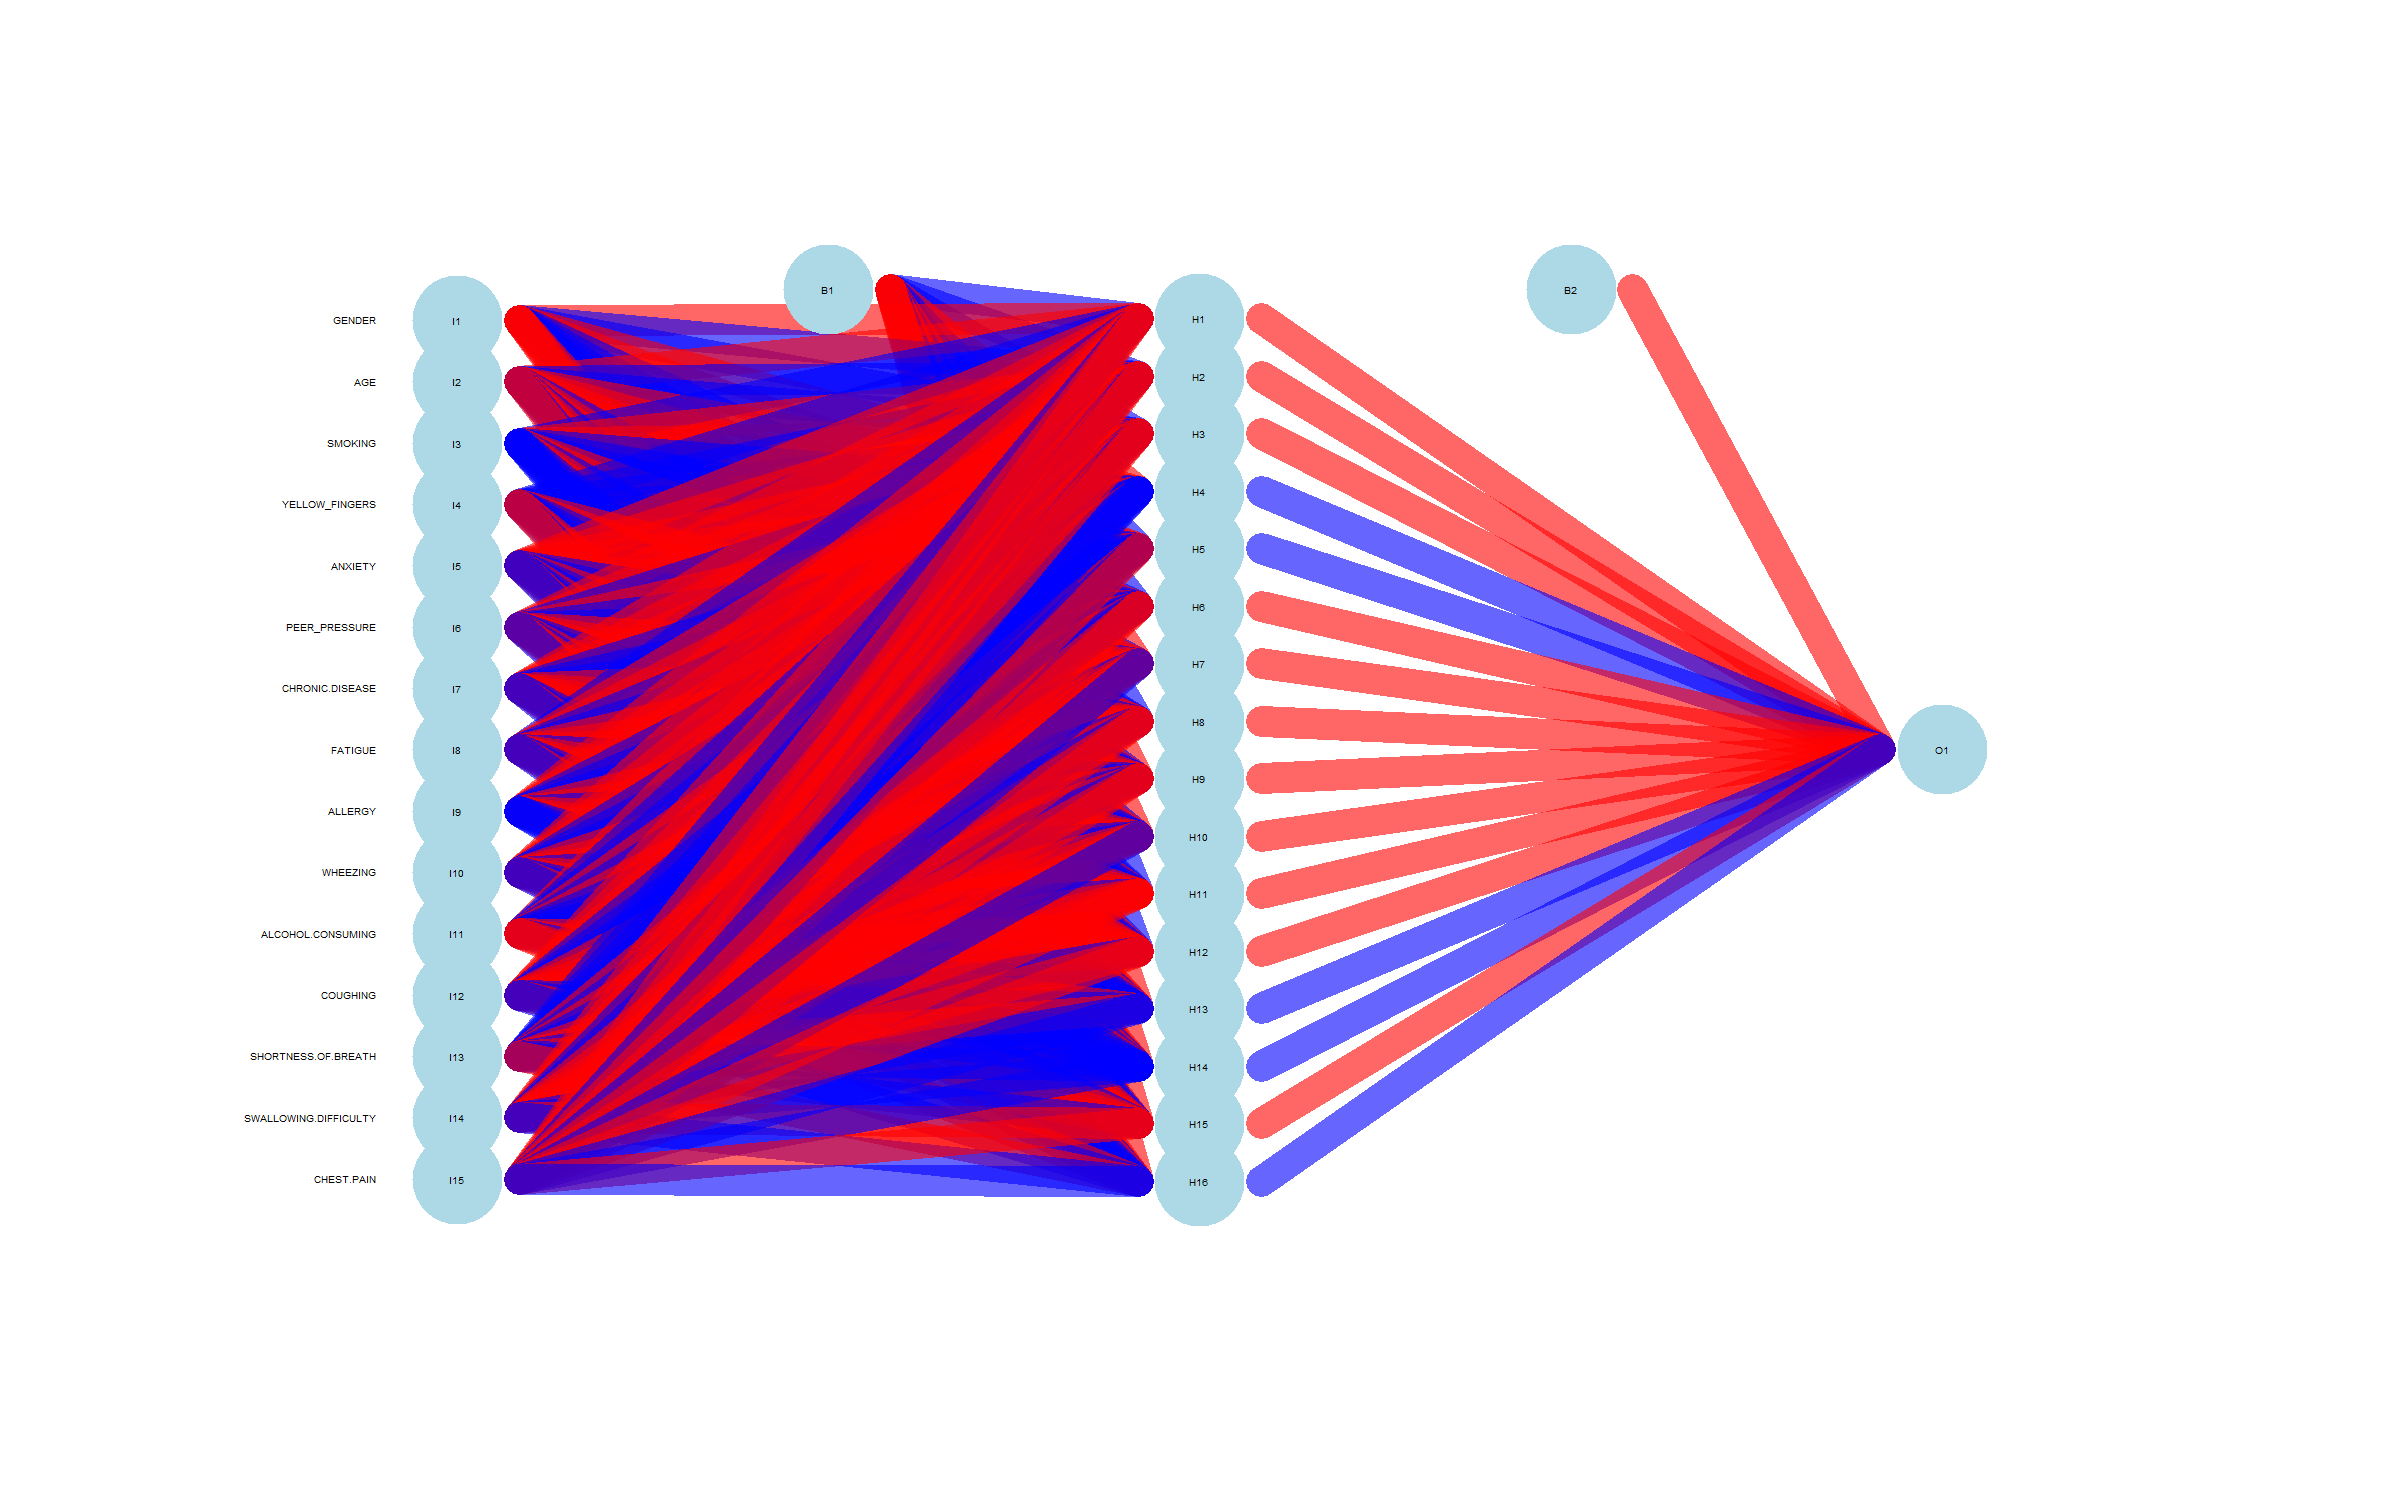 B1
B2
GENDER I1 H1
AGE I2 H2
SMOKING I3 H3
H4
YELLOW_FINGERS I4
H5
ANXIETY I5
H6
PEER_PRESSURE I6
H7
CHRONIC.DISEASE I7
H8
FATIGUE I8 O1
H9
ALLERGY I9
H10
WHEEZING I10
H11
ALCOHOL.CONSUMING I11
H12
COUGHING I12
H13
SHORTNESS.OF.BREATH I13
H14
SWALLOWING.DIFFICULTY I14
H15
CHEST.PAIN I15 H16